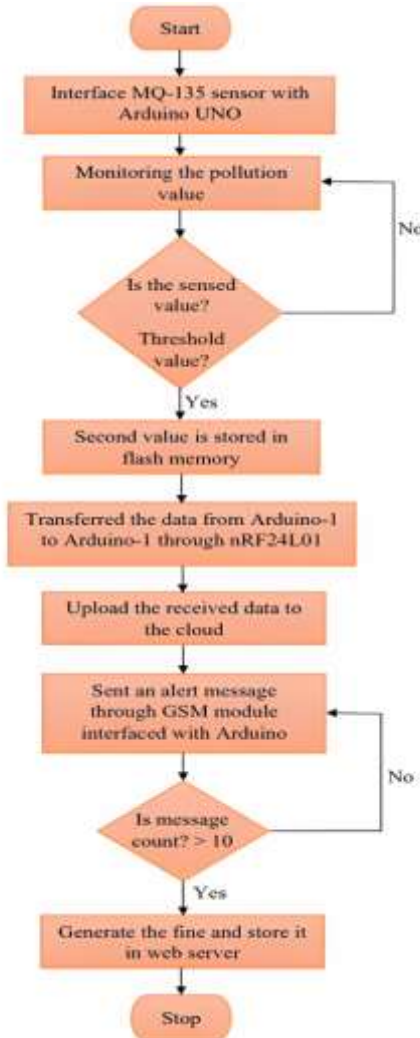 Start
Interface MQ-135 sensor with
Arduino UNO
Monitoring the pollution
value
No
Is the sensed
value?
Threshold
value?
Yes
Second value is stored in
flash memory
Transferred the data from Arduino-1
to Arduino-1 through nRF24L01
Upload the received data to
the cloud
Sent an alert message
through GSM module
interfaced with Arduino
No
Is message
count? > 10
Yes
Generate the fine and store it
in web server
Stop